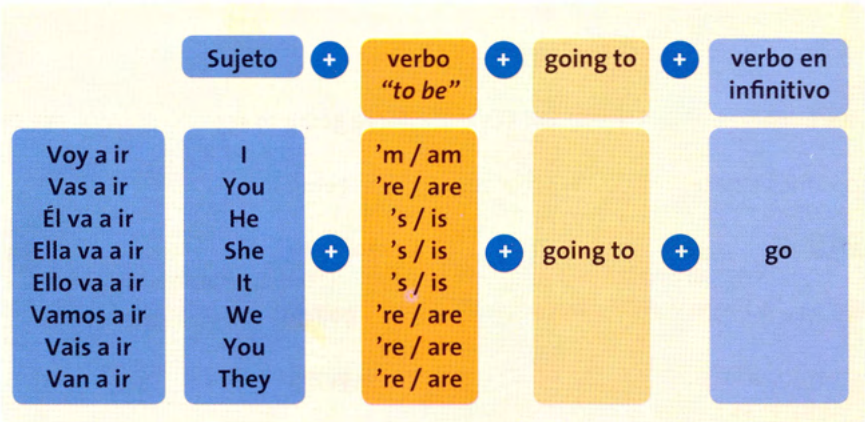 Sujeto + verbo "to be" + going to + verbo en infinitivo
Voy a ir I 'm / am
Vas a ir You 're / are
Él va a ir He 's / is
Ella va a ir She + 's / is + going to + go
Ello va a ir It 's / is
Vamos a ir We 're / are
Vais a ir You 're / are
Van a ir They 're / are